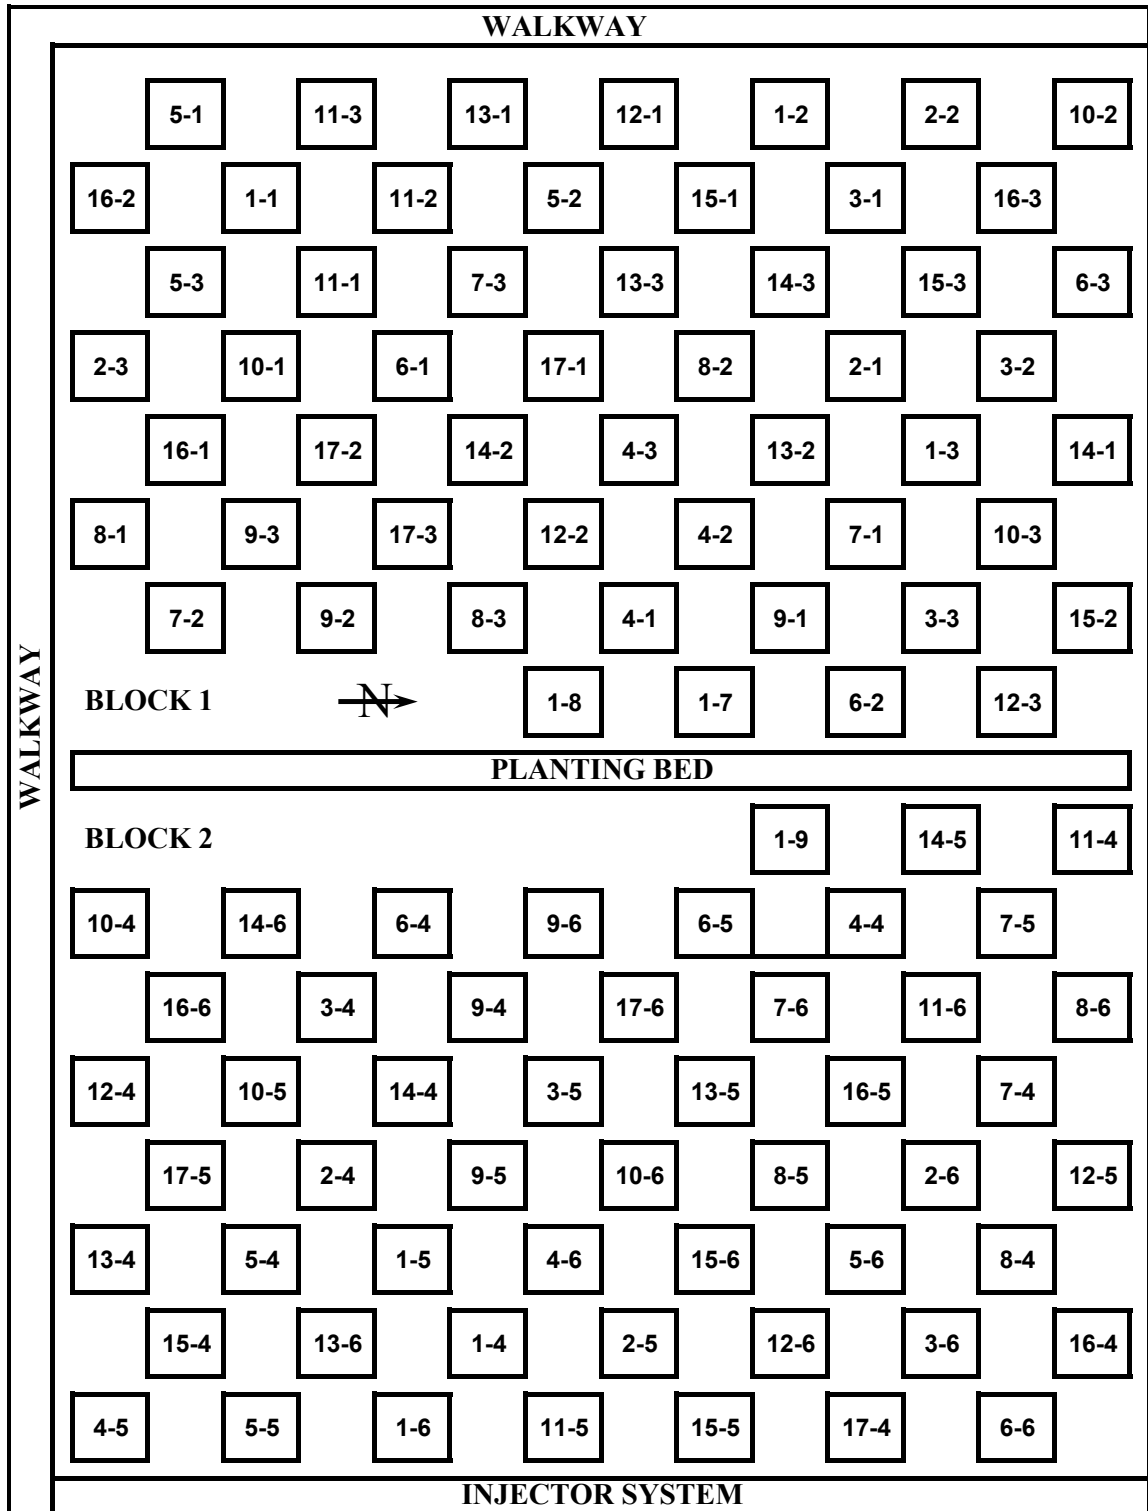 WALKWAY
5-1 11-3 13-1 12-1 1-2 2-2 10-2
16-2 1-1 11-2 5-2 15-1 3-1 16-3
5-3 11-1 7-3 13-3 14-3 15-3 6-3
2-3 10-1 6-1 17-1 8-2 2-1 3-2
16-1 17-2 14-2 4-3 13-2 1-3 14-1
8-1 9-3 17-3 12-2 4-2 7-1 10-3
7-2 9-2 8-3 4-1 9-1 3-3 15-2
WALKWAY
BLOCK 1 N 1-8 1-7 6-2 12-3
PLANTING BED
BLOCK 2 1-9 14-5 11-4
10-4 14-6 6-4 9-6 6-5 4-4 7-5
16-6 3-4 9-4 17-6 7-6 11-6 8-6
12-4 10-5 14-4 3-5 13-5 16-5 7-4
17-5 2-4 9-5 10-6 8-5 2-6 12-5
13-4 5-4 1-5 4-6 15-6 5-6 8-4
15-4 13-6 1-4 2-5 12-6 3-6 16-4
4-5 5-5 1-6 11-5 15-5 17-4 6-6
INJECTOR SYSTEM